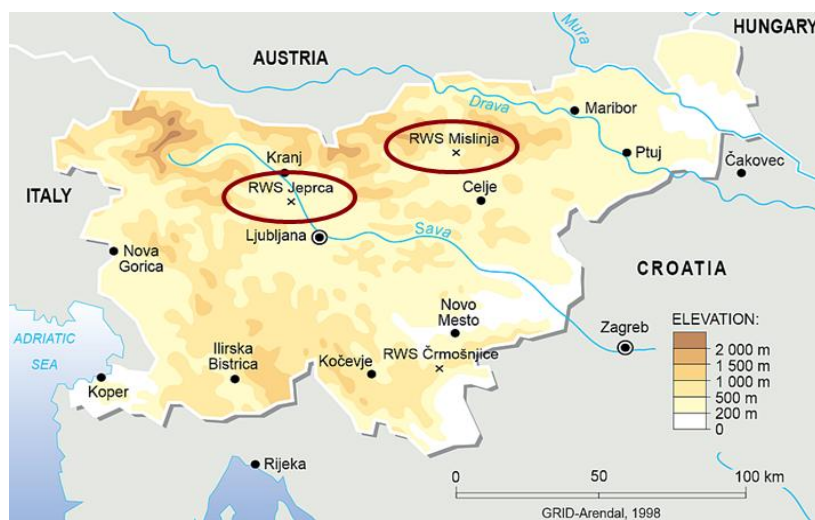 HUNGARY
AUSTRIA
Mura
Drava
Maribor
RWS Mislinja
Ptuj
Kranj
Čakovec
RWS Jeprca
ITALY
Celje
Ljubljana
Sava
Nova
Gorica
CROATIA
Novo
Mesto
ELEVATION:
ADRIATIC
SEA
Zagreb
2 000 m
1 500 m
1 000 m
500 m
200 m
0
Ilirska
Bistrica
Kočevje
RWS Črmošnjice
Koper
Rijeka
0
50
100 km
GRID-Arendal, 1998